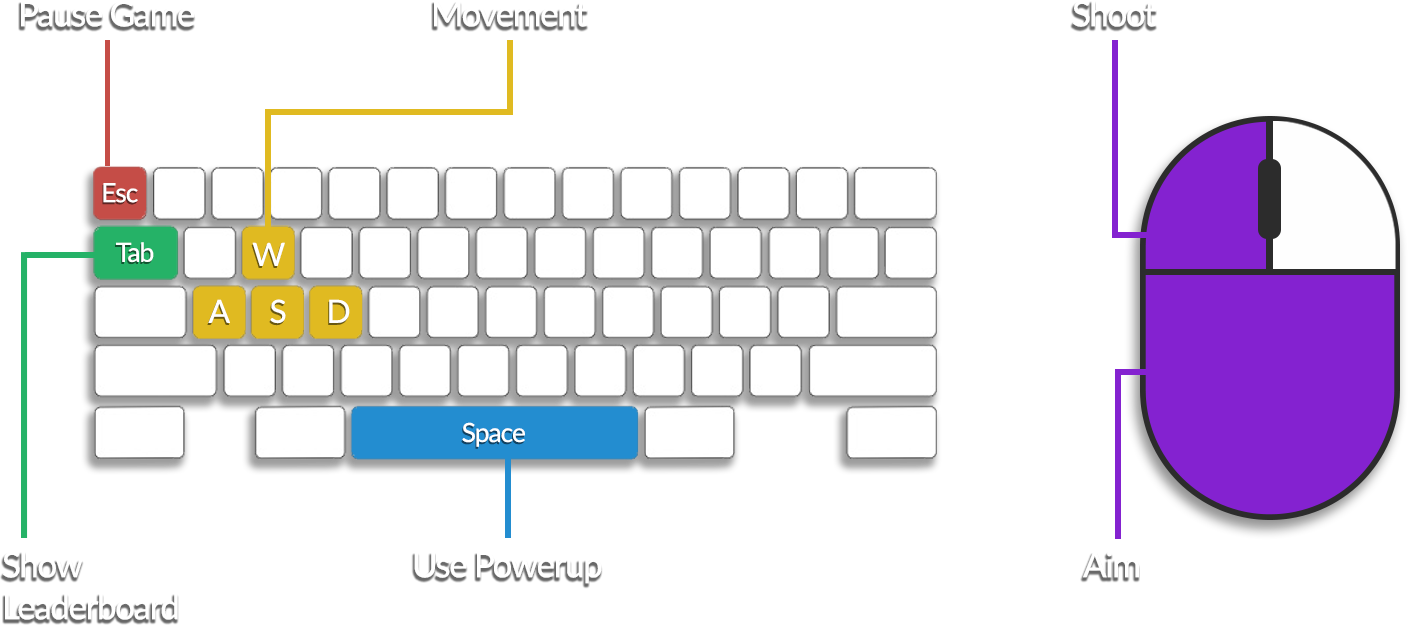 Pause Game
Movement
Shoot
Esc
Tab
W
A
S
D
Space
Show
Leaderboard
Use Powerup
Aim